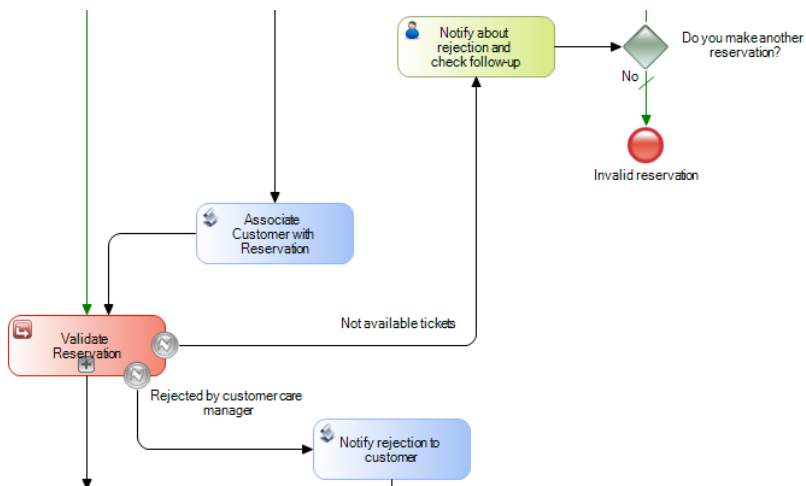 Notify about
rejection and
check follow-up
Do you make another
reservation?
No
Invalid reservation
Associate
Customer with
Reservation
Not available tickets
Validate
Reservation
Rejected by customer care
manager
Notify rejection to
customer